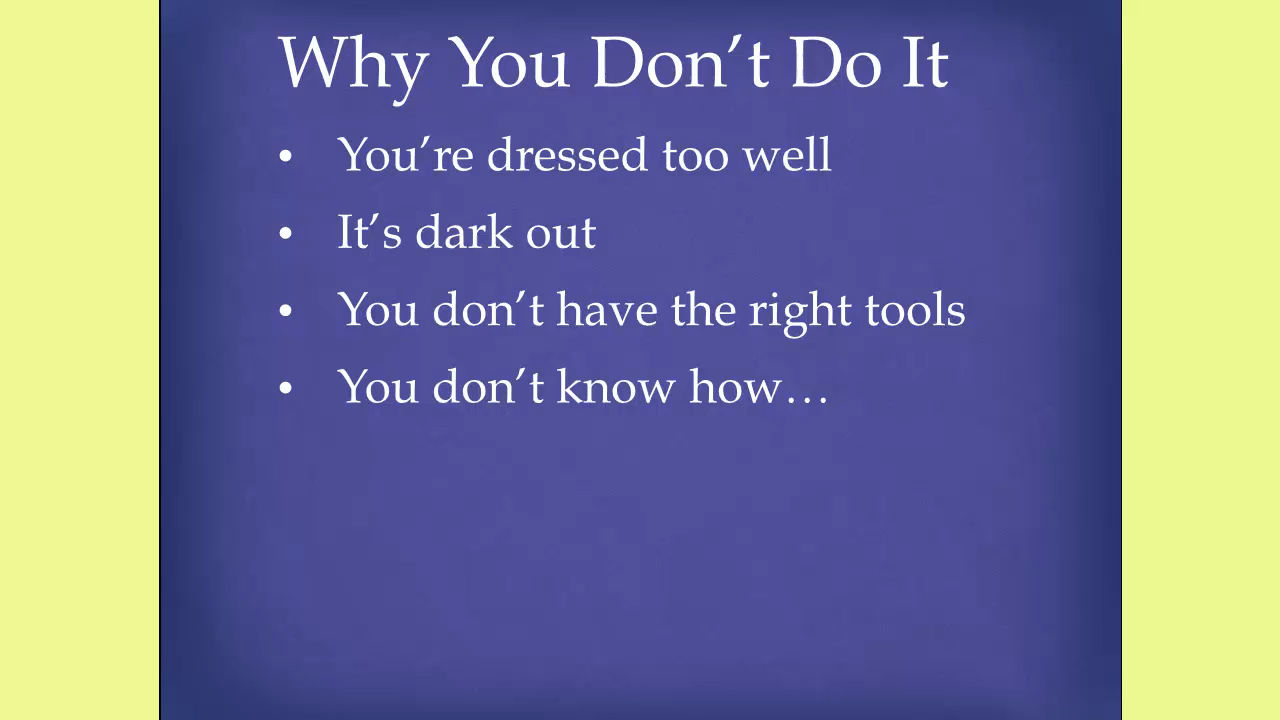 Why You Don’t Do It
• You’re dressed too well
• It’s dark out
• You don’t have the right tools
• You don’t know how…